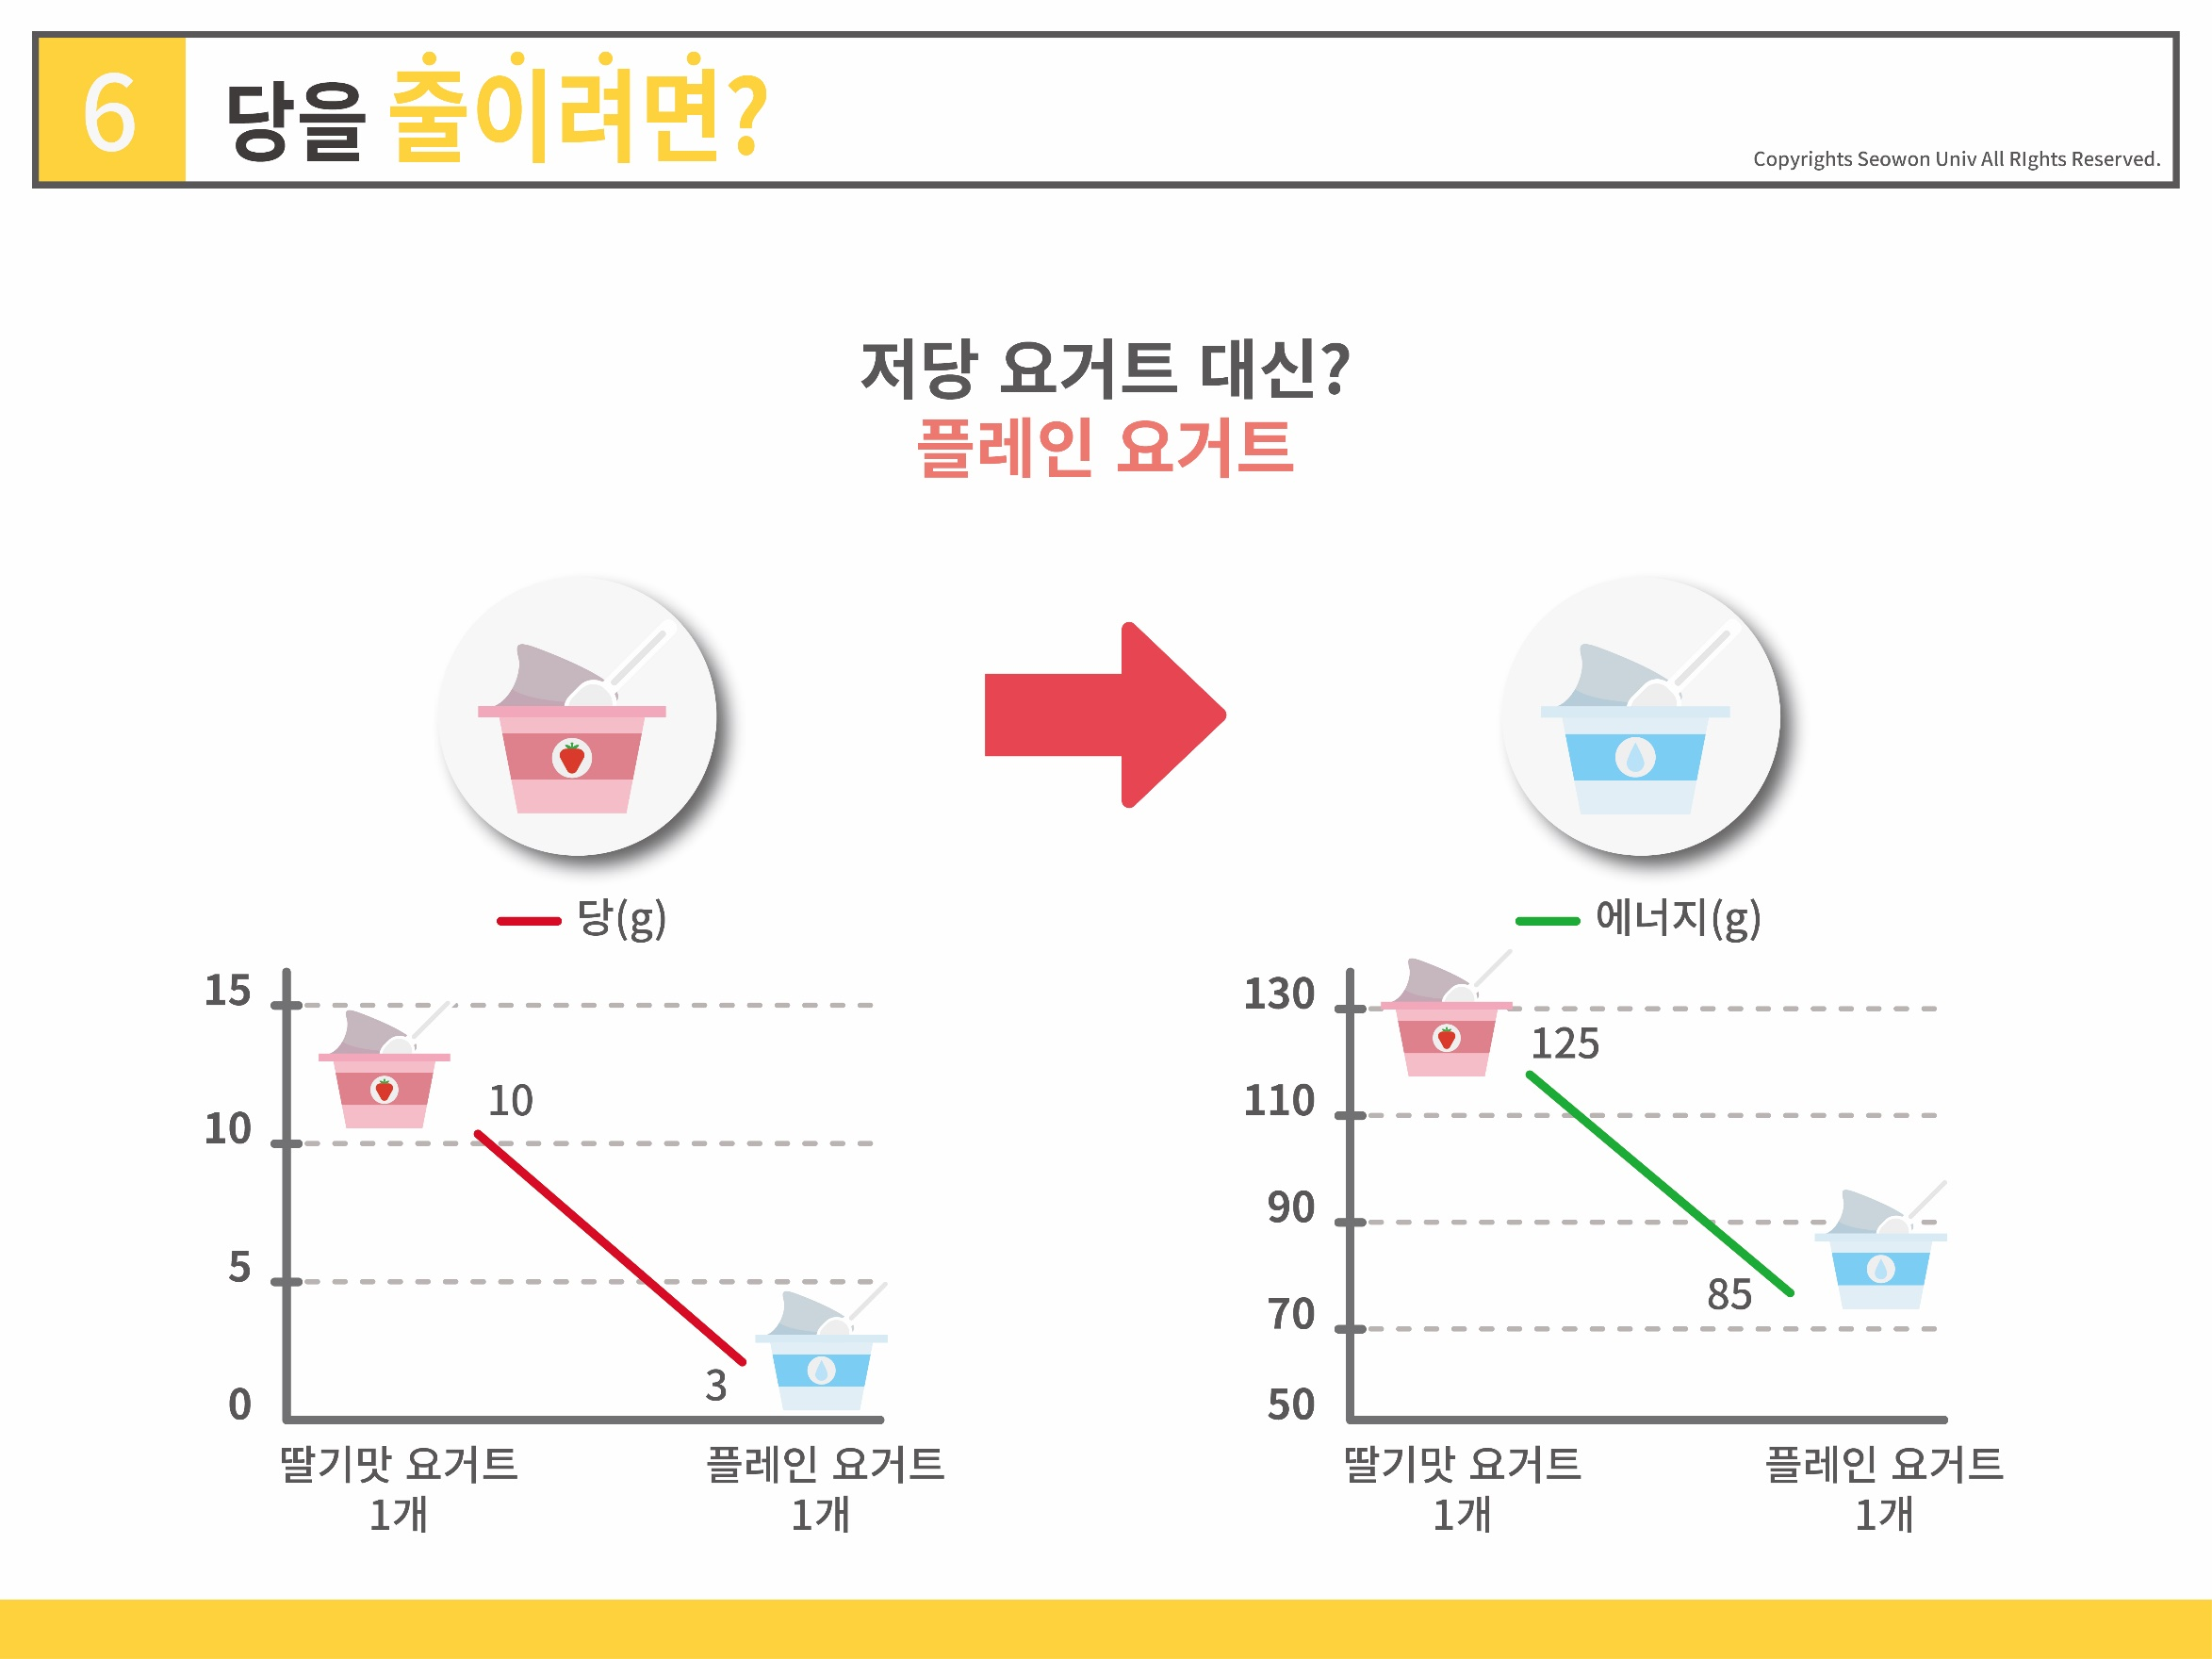 6
당을 줄이려면?
Copyrights Seowon Univ All RIghts Reserved.
저당 요거트 대신?
플레인 요거트
당(g)
15
10
5
0
10
3
딸기맛 요거트
1개
플레인 요거트
1개
에너지(g)
130
110
90
70
50
125
85
딸기맛 요거트
1개
플레인 요거트
1개